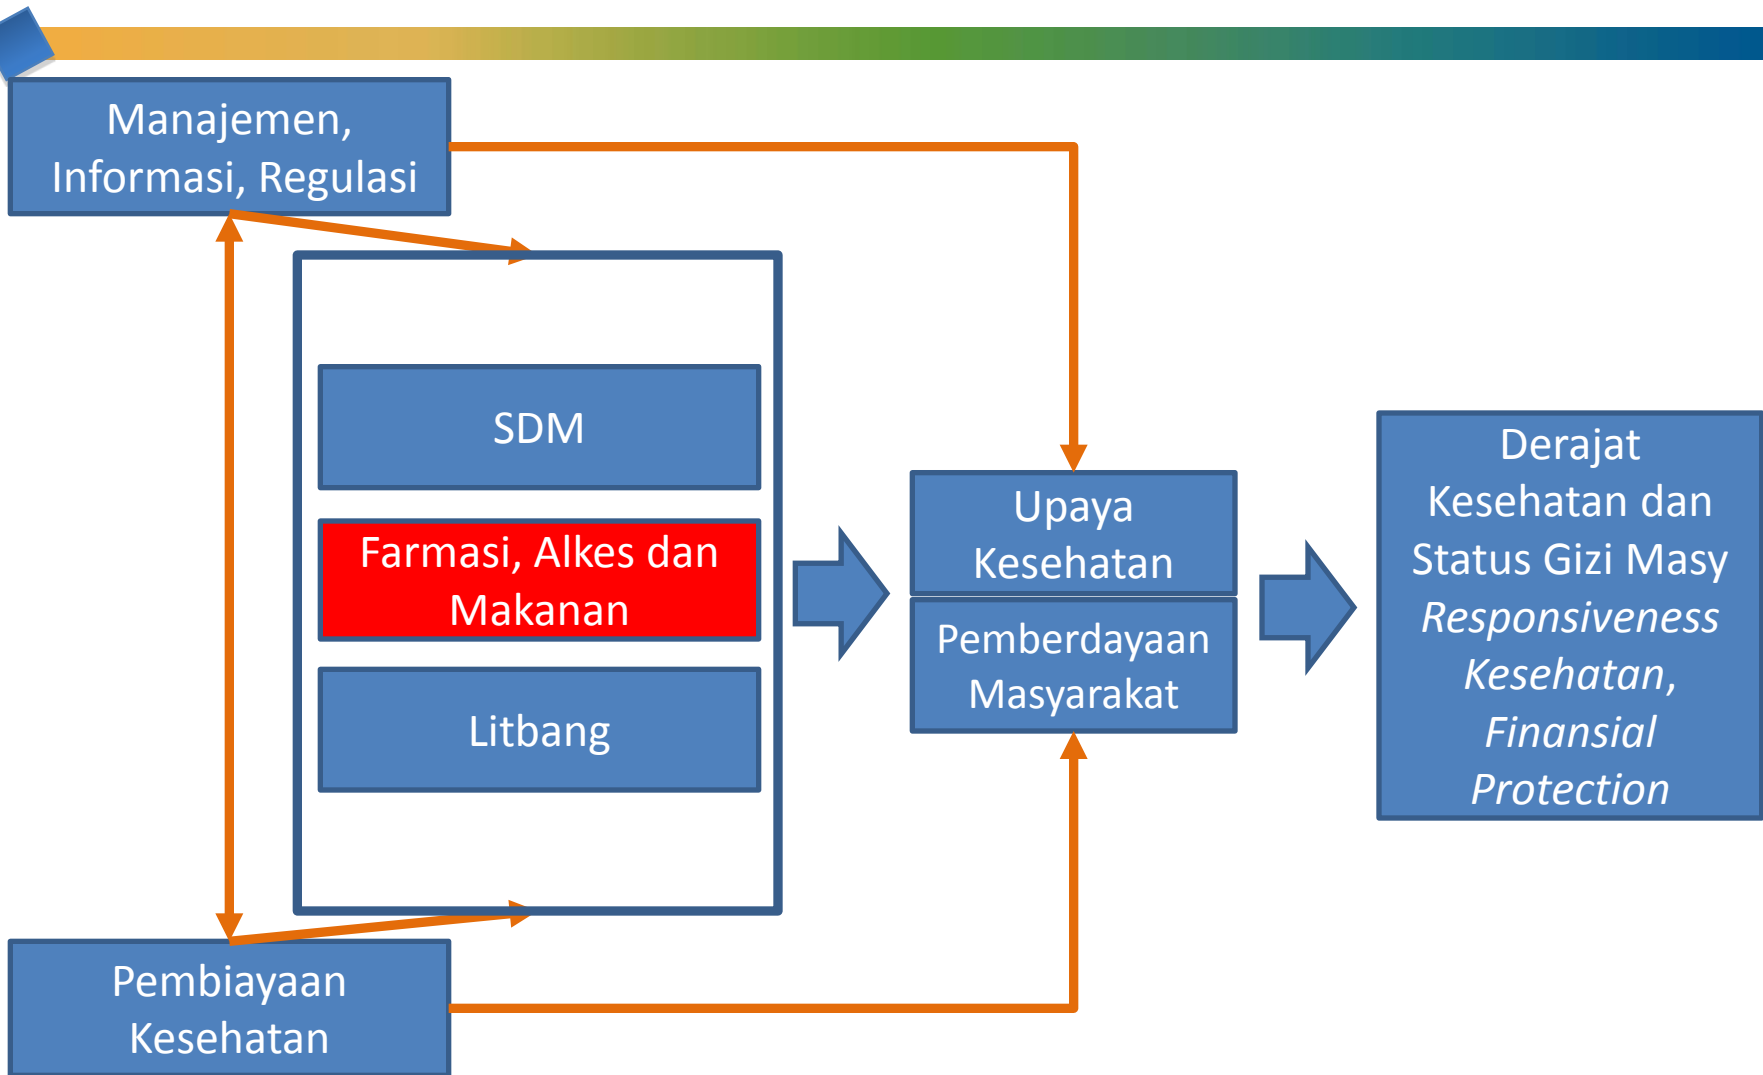 Manajemen,
Informasi, Regulasi
SDM
Farmasi, Alkes dan
Makanan
Litbang
Upaya
Kesehatan
Pemberdayaan
Masyarakat
Derajat
Kesehatan dan
Status Gizi Masy
Responsiveness
Kesehatan,
Finansial
Protection
Pembiayaan
Kesehatan